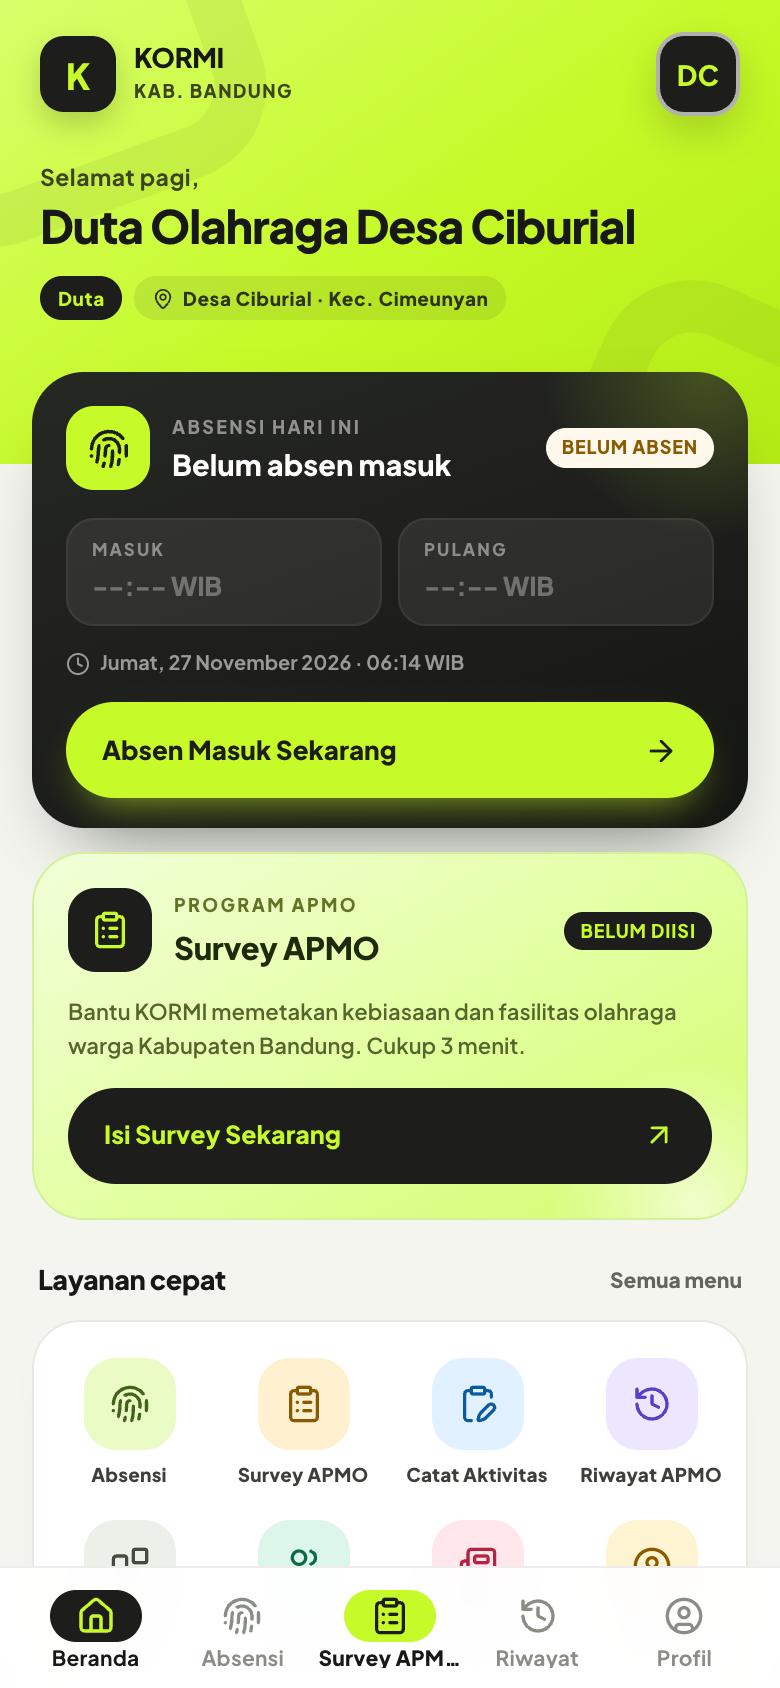 K
KORMI
KAB. BANDUNG
DC
Selamat pagi,
Duta Olahraga Desa Ciburial
Duta
Desa Ciburial · Kec. Cimeunyan
ABSENSI HARI INI
Belum absen masuk
BELUM ABSEN
MASUK
--:-- WIB
PULANG
--:-- WIB
Jumat, 27 November 2026 · 06:14 WIB
Absen Masuk Sekarang
PROGRAM APMO
Survey APMO
BELUM DIISI
Bantu KORMI memetakan kebiasaan dan fasilitas olahraga
warga Kabupaten Bandung. Cukup 3 menit.
Isi Survey Sekarang
Layanan cepat
Semua menu
Absensi
Survey APMO
Catat Aktivitas
Riwayat APMO
Beranda
Absensi
Survey APM...
Riwayat
Profil